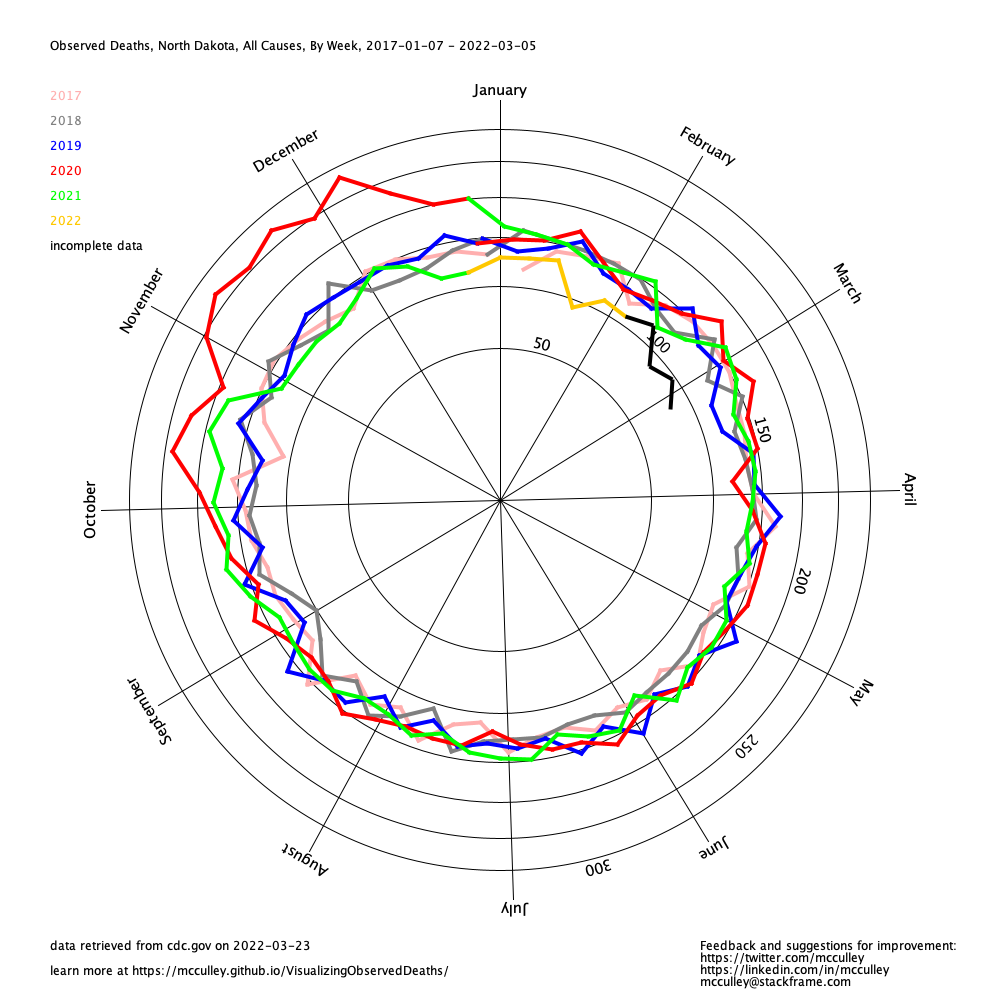 Observed Deaths, North Dakota, All Causes, By Week, 2017-01-07 - 2022-03-05
January
2017
2018
2019
2020
2021
2022
incomplete data
December
February
November
March
50
100
150
October
April
200
September
May
250
August
June
300
July
data retrieved from cdc.gov on 2022-03-23
learn more at https://mcculley.github.io/VisualizingObservedDeaths/
Feedback and suggestions for improvement:
https://twitter.com/mcculley
https://linkedin.com/in/mcculley
mcculley@stackframe.com